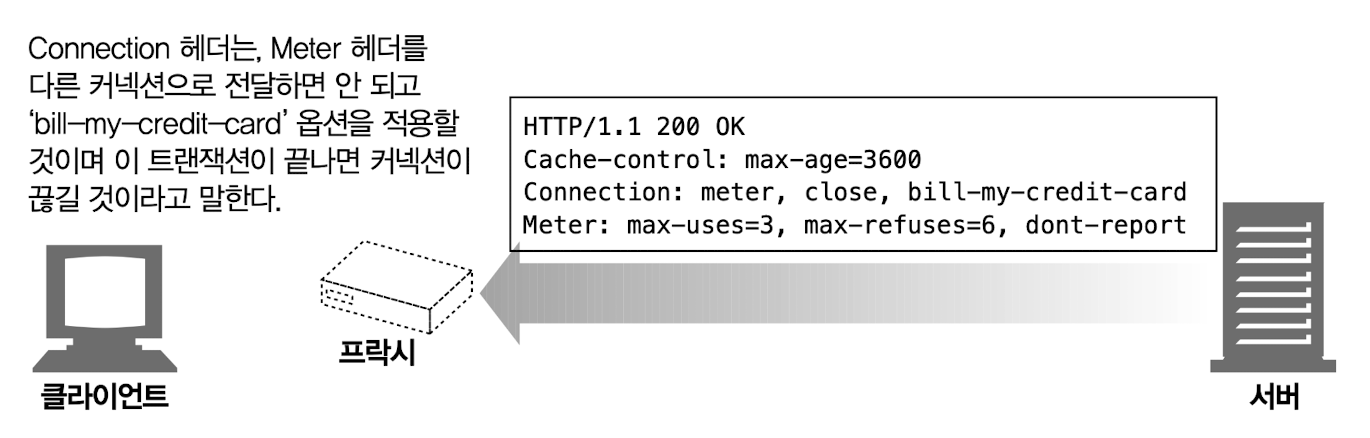 Connection 헤더는, Meter 헤더를
다른 커넥션으로 전달하면 안 되고
‘bill-my-credit-card’ 옵션을 적용할
것이며 이 트랜잭션이 끝나면 커넥션이
끊길 것이라고 말한다.
HTTP/1.1 200 OK
Cache-control: max-age=3600
Connection: meter, close, bill-my-credit-card
Meter: max-uses=3, max-refuses=6, dont-report
클라이언트
프락시
서버